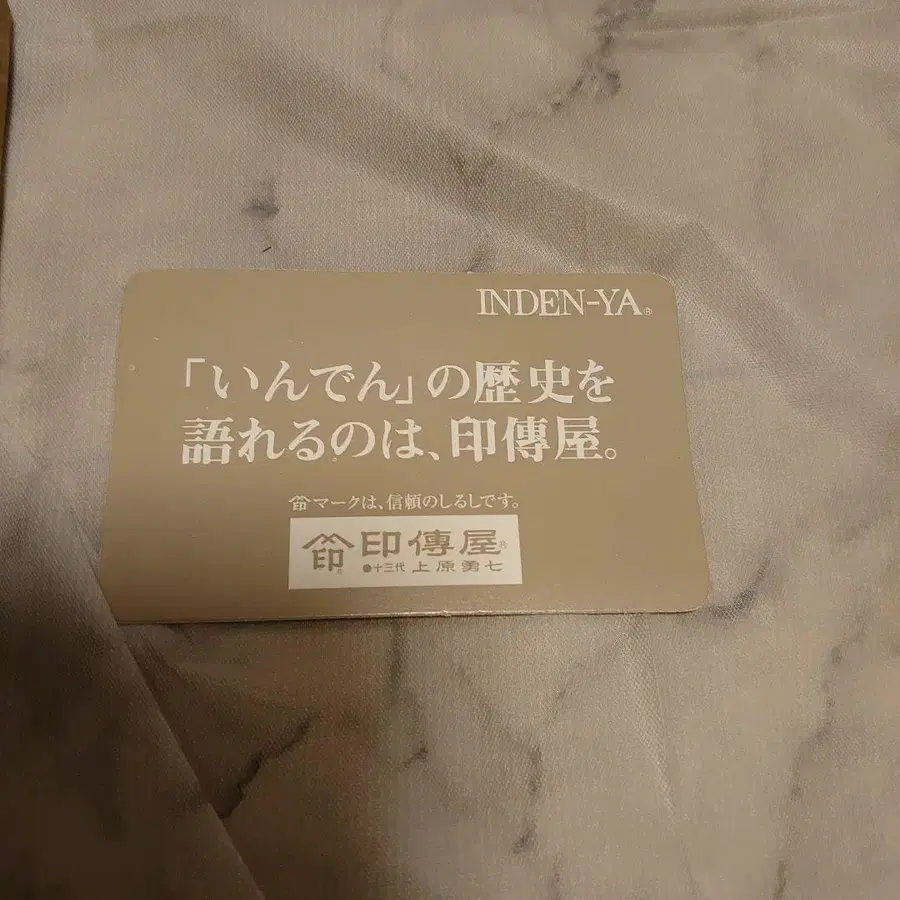 INDEN-YA®
「いんでん」の歴史を
語れるのは、印傳屋。
マークは、信頼のしるしです。
印 印傳屋®
●十三代 上原勇七